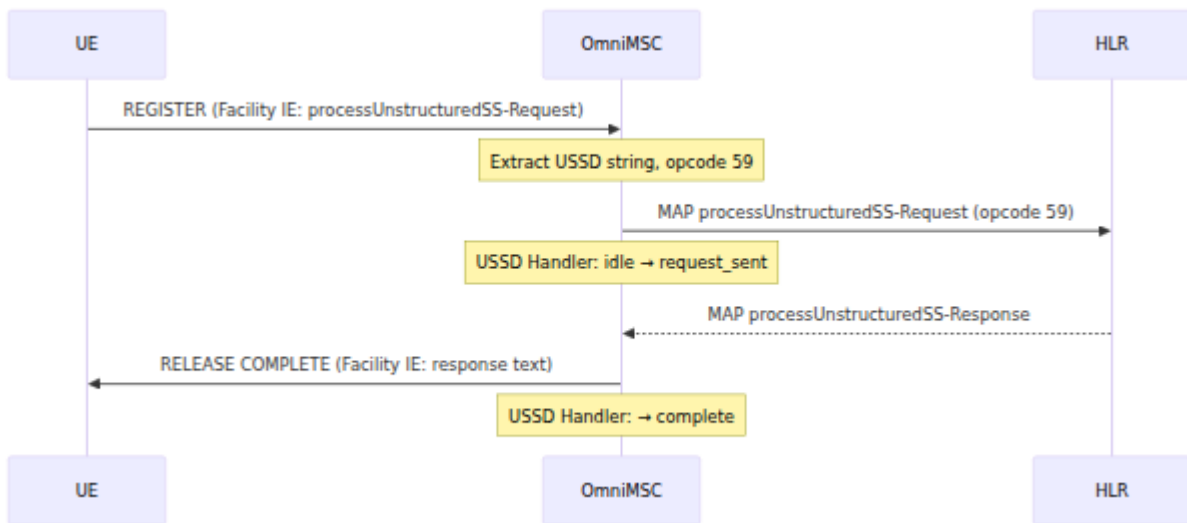 UE
OmniMSC
HLR
REGISTER (Facility IE: processUnstructuredSS-Request)
Extract USSD string, opcode 59
MAP processUnstructuredSS-Request (opcode 59)
USSD Handler: idle → request_sent
MAP processUnstructuredSS-Response
RELEASE COMPLETE (Facility IE: response text)
USSD Handler: → complete
UE
OmniMSC
HLR